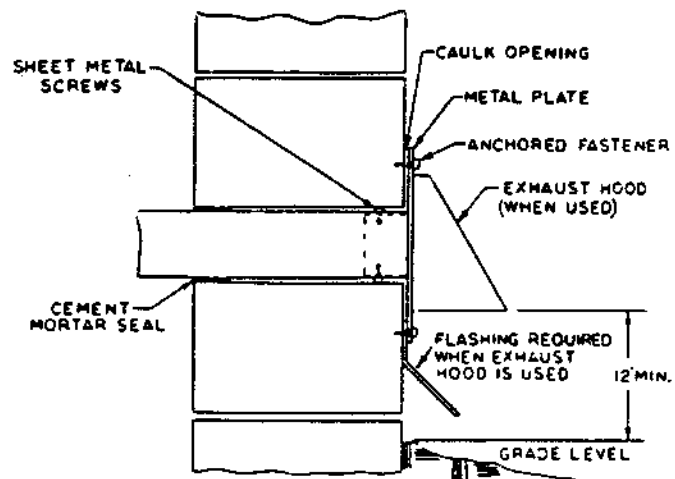 CAULK OPENING
SHEET METAL
SCREWS
METAL PLATE
ANCHORED FASTENER
EXHAUST HOOD
(WHEN USED)
CEMENT
MORTAR SEAL
FLASHING REQUIRED
WHEN EXHAUST
HOOD IS USED
12"MIN.
GRADE LEVEL